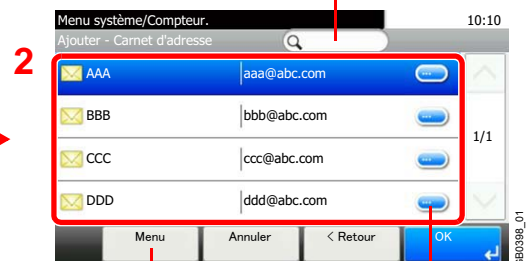 Menu système/Compteur. 10:10
Ajouter - Carnet d'adresse
2
AAA aaa@abc.com
BBB bbb@abc.com
1/1
CCC ccc@abc.com
DDD ddd@abc.com
Menu Annuler < Retour OK